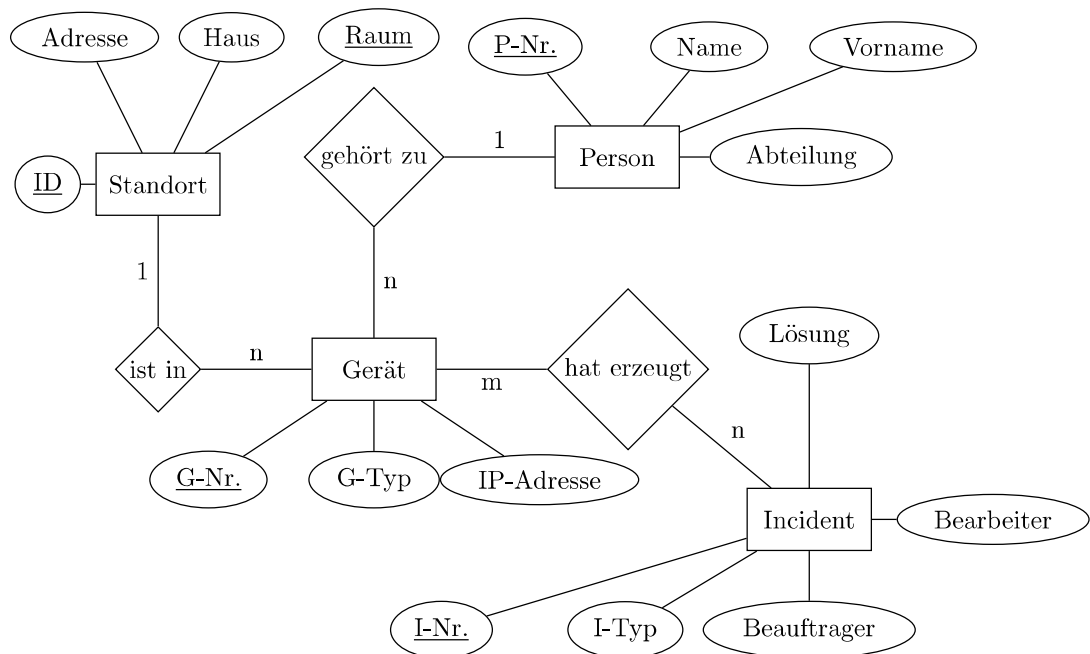 Adresse
Haus
Raum
P-Nr.
Name
Vorname
gehört zu
1
Person
Abteilung
ID
Standort
1
n
Lösung
ist in
n
Gerät
m
hat erzeugt
n
G-Nr.
G-Typ
IP-Adresse
Incident
Bearbeiter
I-Nr.
I-Typ
Beauftrager